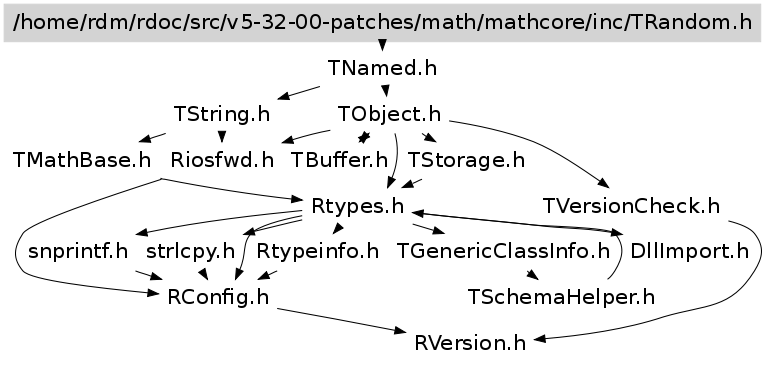 /home/rdm/rdoc/src/v5-32-00-patches/math/mathcore/inc/TRandom.h
TNamed.h
TString.h TObject.h
TMathBase.h Riosfwd.h TBuffer.h TStorage.h
Rtypes.h TVersionCheck.h
snprintf.h strlcpy.h Rtypeinfo.h TGenericClassInfo.h DllImport.h
RConfig.h TSchemaHelper.h
RVersion.h